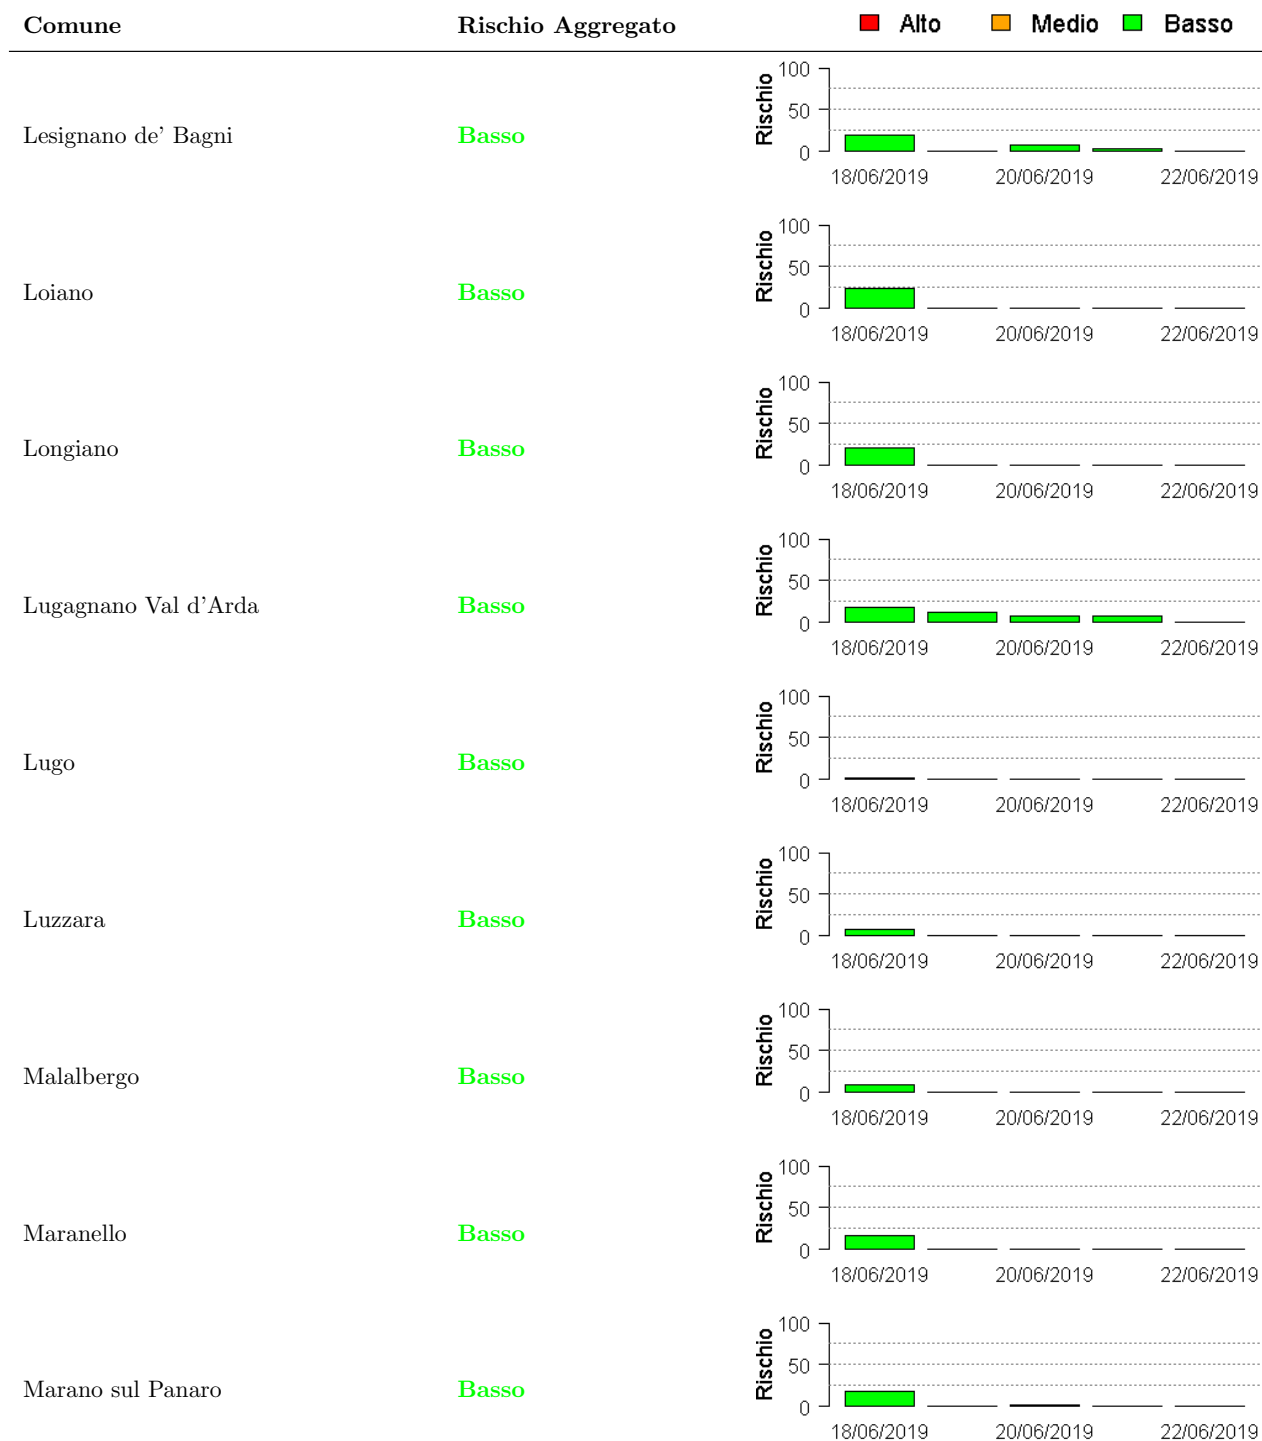 Comune Rischio Aggregato Alto Medio Basso
Lesignano de' Bagni Basso
Rischio
100
50
0
18/06/2019 20/06/2019 22/06/2019
Loiano Basso
Rischio
100
50
0
18/06/2019 20/06/2019 22/06/2019
Longiano Basso
Rischio
100
50
0
18/06/2019 20/06/2019 22/06/2019
Lugagnano Val d'Arda Basso
Rischio
100
50
0
18/06/2019 20/06/2019 22/06/2019
Lugo Basso
Rischio
100
50
0
18/06/2019 20/06/2019 22/06/2019
Luzzara Basso
Rischio
100
50
0
18/06/2019 20/06/2019 22/06/2019
Malalbergo Basso
Rischio
100
50
0
18/06/2019 20/06/2019 22/06/2019
Maranello Basso
Rischio
100
50
0
18/06/2019 20/06/2019 22/06/2019
Marano sul Panaro Basso
Rischio
100
50
0
18/06/2019 20/06/2019 22/06/2019